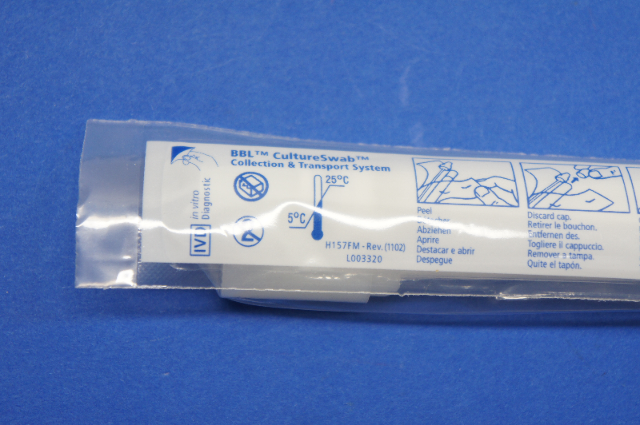 BBL™ CultureSwab™
Collection & Transport System
IVD
in vitro
Diagnostic
25°C
5°C
H157FM - Rev. (1102)
L003320
Peel
Abziehen
Aprire
Destacar e abrir
Despegue
Discard cap.
Retirer le bouchon.
Entfernen des.
Togliere il cappuccio.
Remover a tampa.
Quite el tapón.